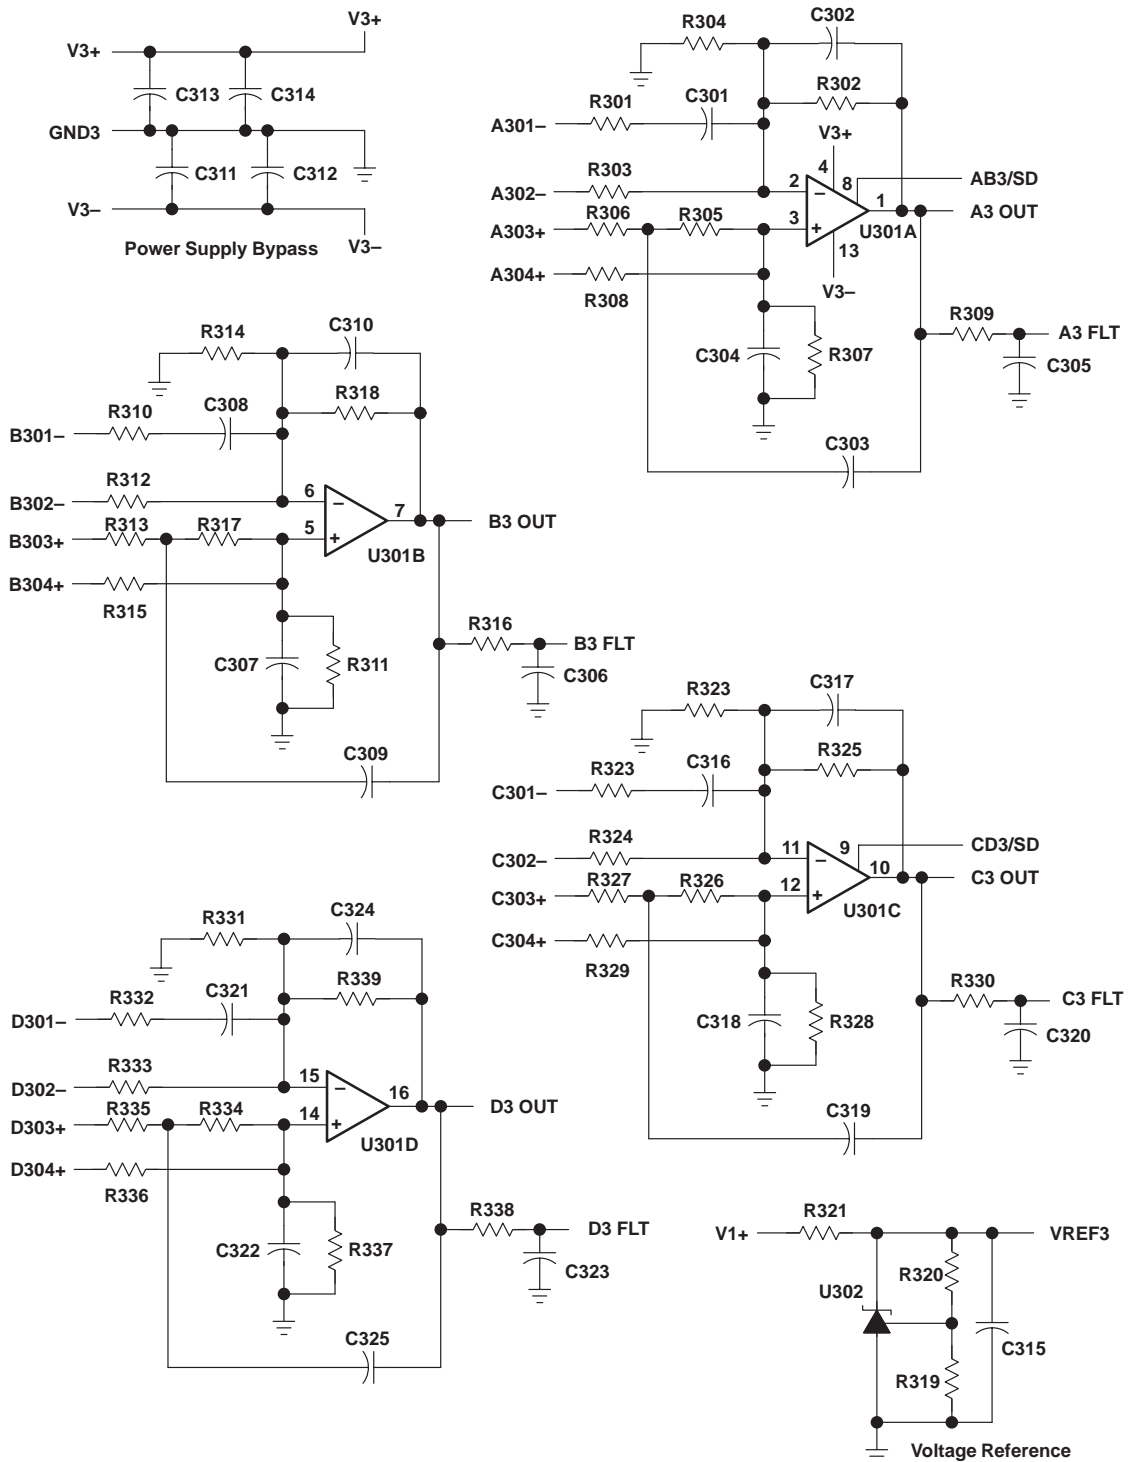 V3+
V3+
C313
C314
GND3
C311
C312
V3–
V3–
Power Supply Bypass
R304
C302
R302
R301
C301
A301–
V3+
4
8
AB3/SD
R303
2
–
A302–
1
A3 OUT
R306
R305
3
+
A303+
U301A
13
A304+
R308
V3–
R309
A3 FLT
C304
R307
C305
C303
R314
C310
R318
R310
C308
B301–
R312
6
–
B302–
7
B3 OUT
R313
R317
5
+
B303+
U301B
B304+
R315
R316
B3 FLT
C307
R311
C306
C309
R323
C317
R325
R323
C316
C301–
R324
11
–
9
CD3/SD
C302–
10
C3 OUT
R327
R326
12
+
C303+
U301C
C304+
R329
R330
C3 FLT
C318
R328
C320
C319
R331
C324
R339
R332
C321
D301–
R333
15
–
D302–
16
D3 OUT
R335
R334
14
+
D303+
U301D
D304+
R336
R338
D3 FLT
C322
R337
C323
C325
R321
V1+
VREF3
R320
U302
C315
R319
Voltage Reference